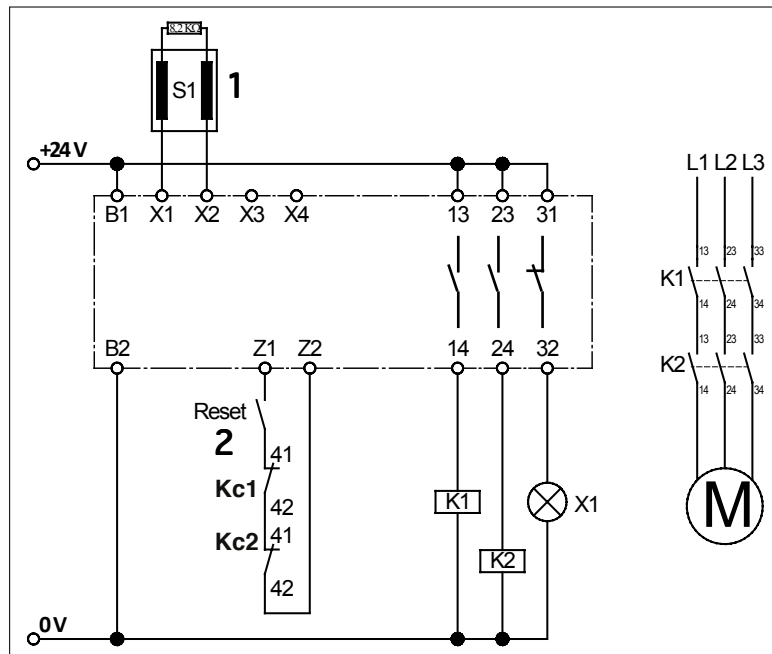 8,2 KΩ
S1 1
+24 V
L1 L2 L3
B1 X1 X2 X3 X4 13 23 31
13 23 33
K1
14 24 34
13 23 33
K2
14 24 34
B2 Z1 Z2 14 24 32
Reset
2
41
Kc1
42
41
Kc2
42
K1
X1
K2
M
0 V